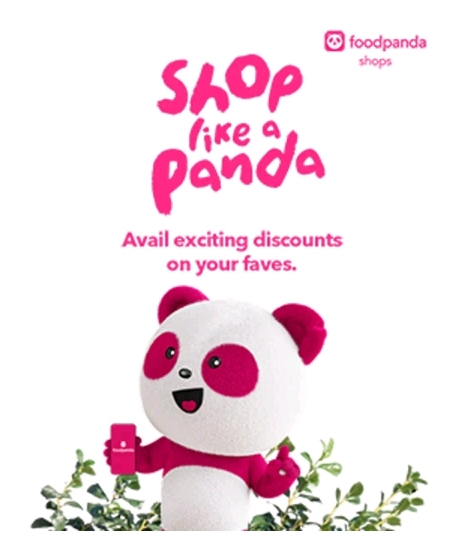 foodpanda
shops
Shop
like a
panda
Avail exciting discounts
on your faves.
foodpanda